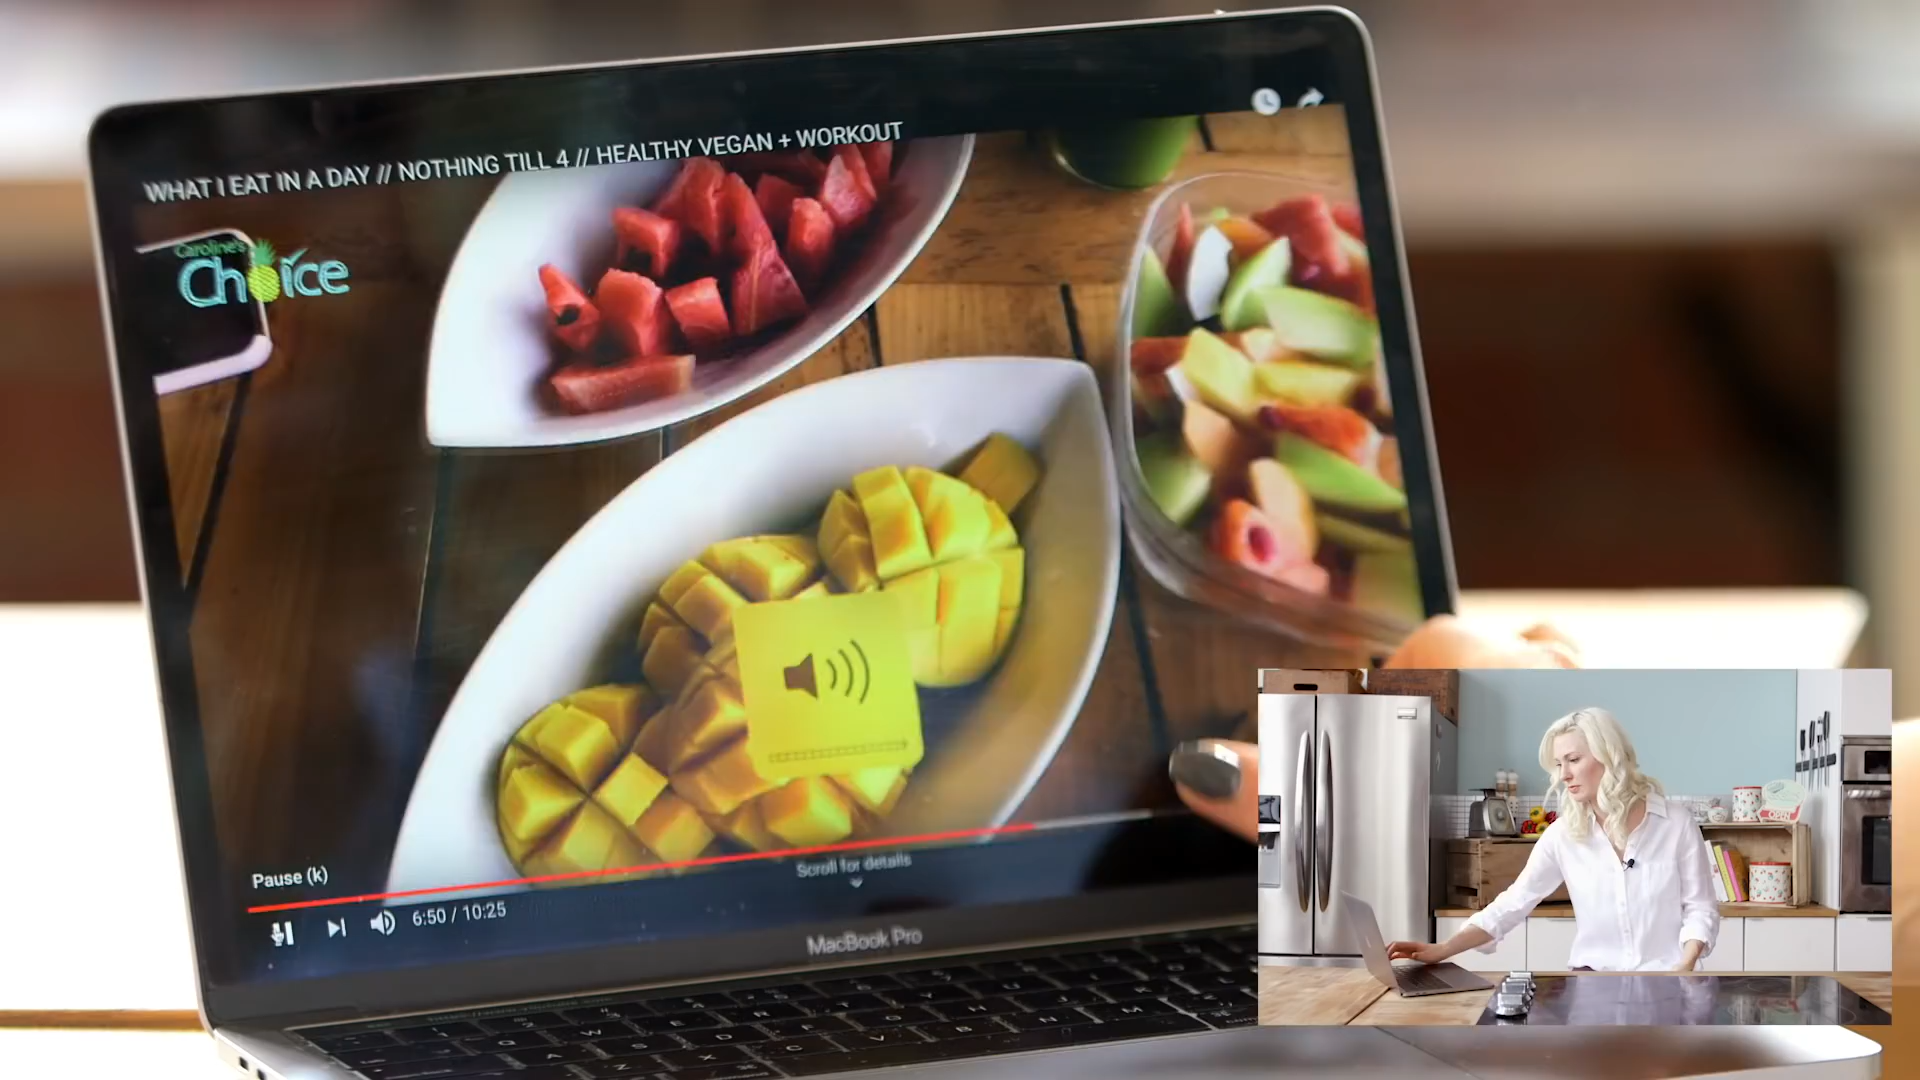 WHAT I EAT IN A DAY // NOTHING TILL 4 // HEALTHY VEGAN + WORKOUT
Caroline's
Choice
Pause (k)
Scroll for details
6:50 / 10:25
MacBook Pro
OPEN